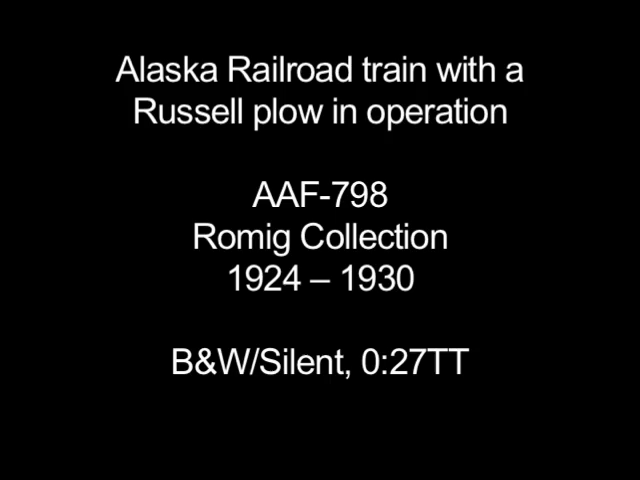 Alaska Railroad train with a
Russell plow in operation
AAF-798
Romig Collection
1924 – 1930
B&W/Silent, 0:27TT